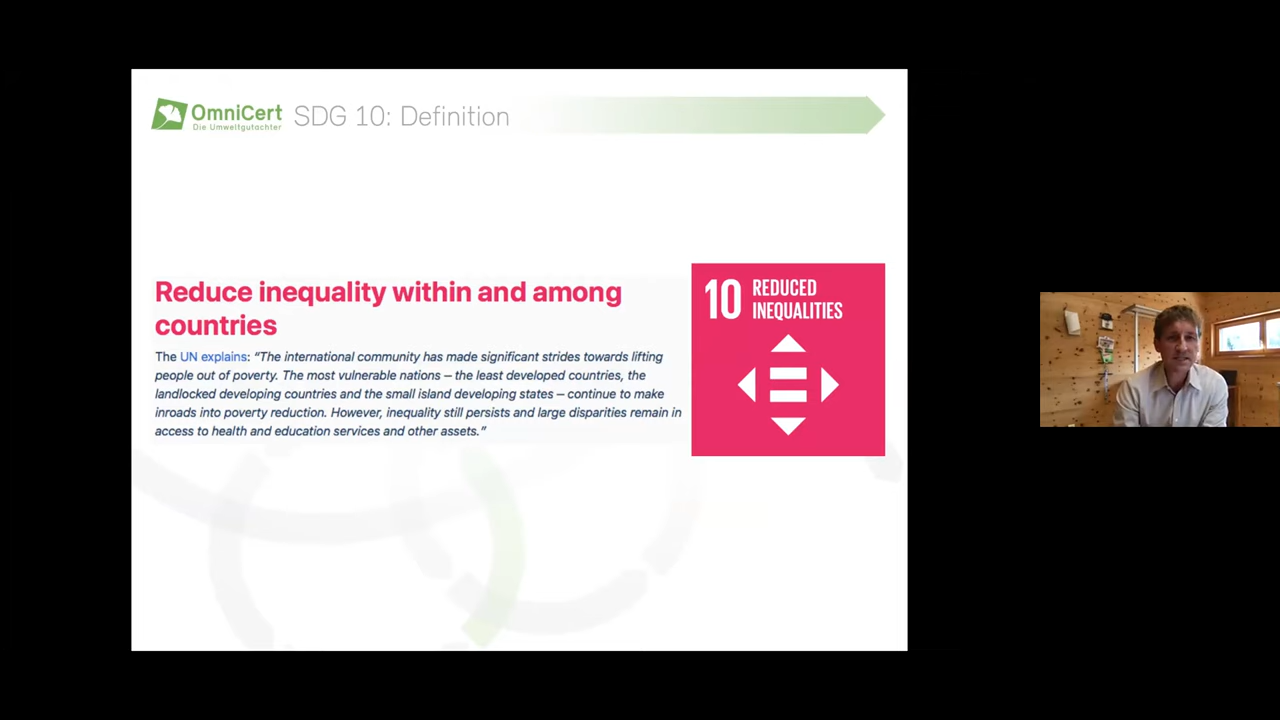 OmniCert
Die Umweltgutachter
SDG 10: Definition
Reduce inequality within and among
countries
The UN explains: “The international community has made significant strides towards lifting
people out of poverty. The most vulnerable nations – the least developed countries, the
landlocked developing countries and the small island developing states – continue to make
inroads into poverty reduction. However, inequality still persists and large disparities remain in
access to health and education services and other assets.”
10 REDUCED
INEQUALITIES